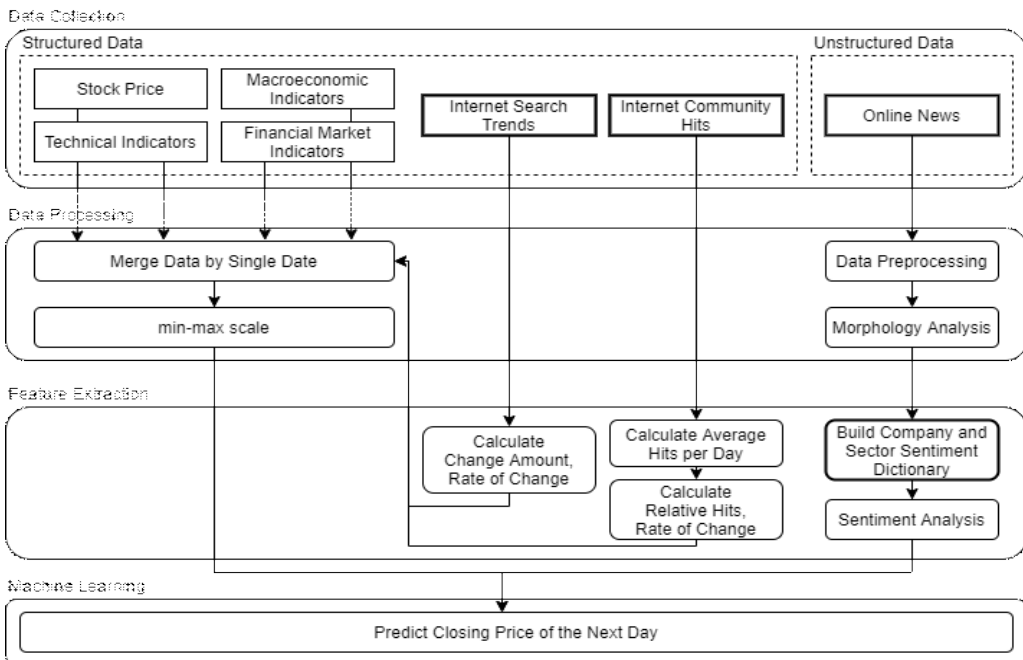 Data Collection
Structured Data
Unstructured Data
Stock Price
Macroeconomic
Indicators
Internet Search
Trends
Internet Community
Hits
Online News
Technical Indicators
Financial Market
Indicators
Data Processing
Merge Data by Single Date
Data Preprocessing
min-max scale
Morphology Analysis
Feature Extraction
Calculate
Change Amount,
Rate of Change
Calculate Average
Hits per Day
Build Company and
Sector Sentiment
Dictionary
Calculate
Relative Hits,
Rate of Change
Sentiment Analysis
Machine Learning
Predict Closing Price of the Next Day